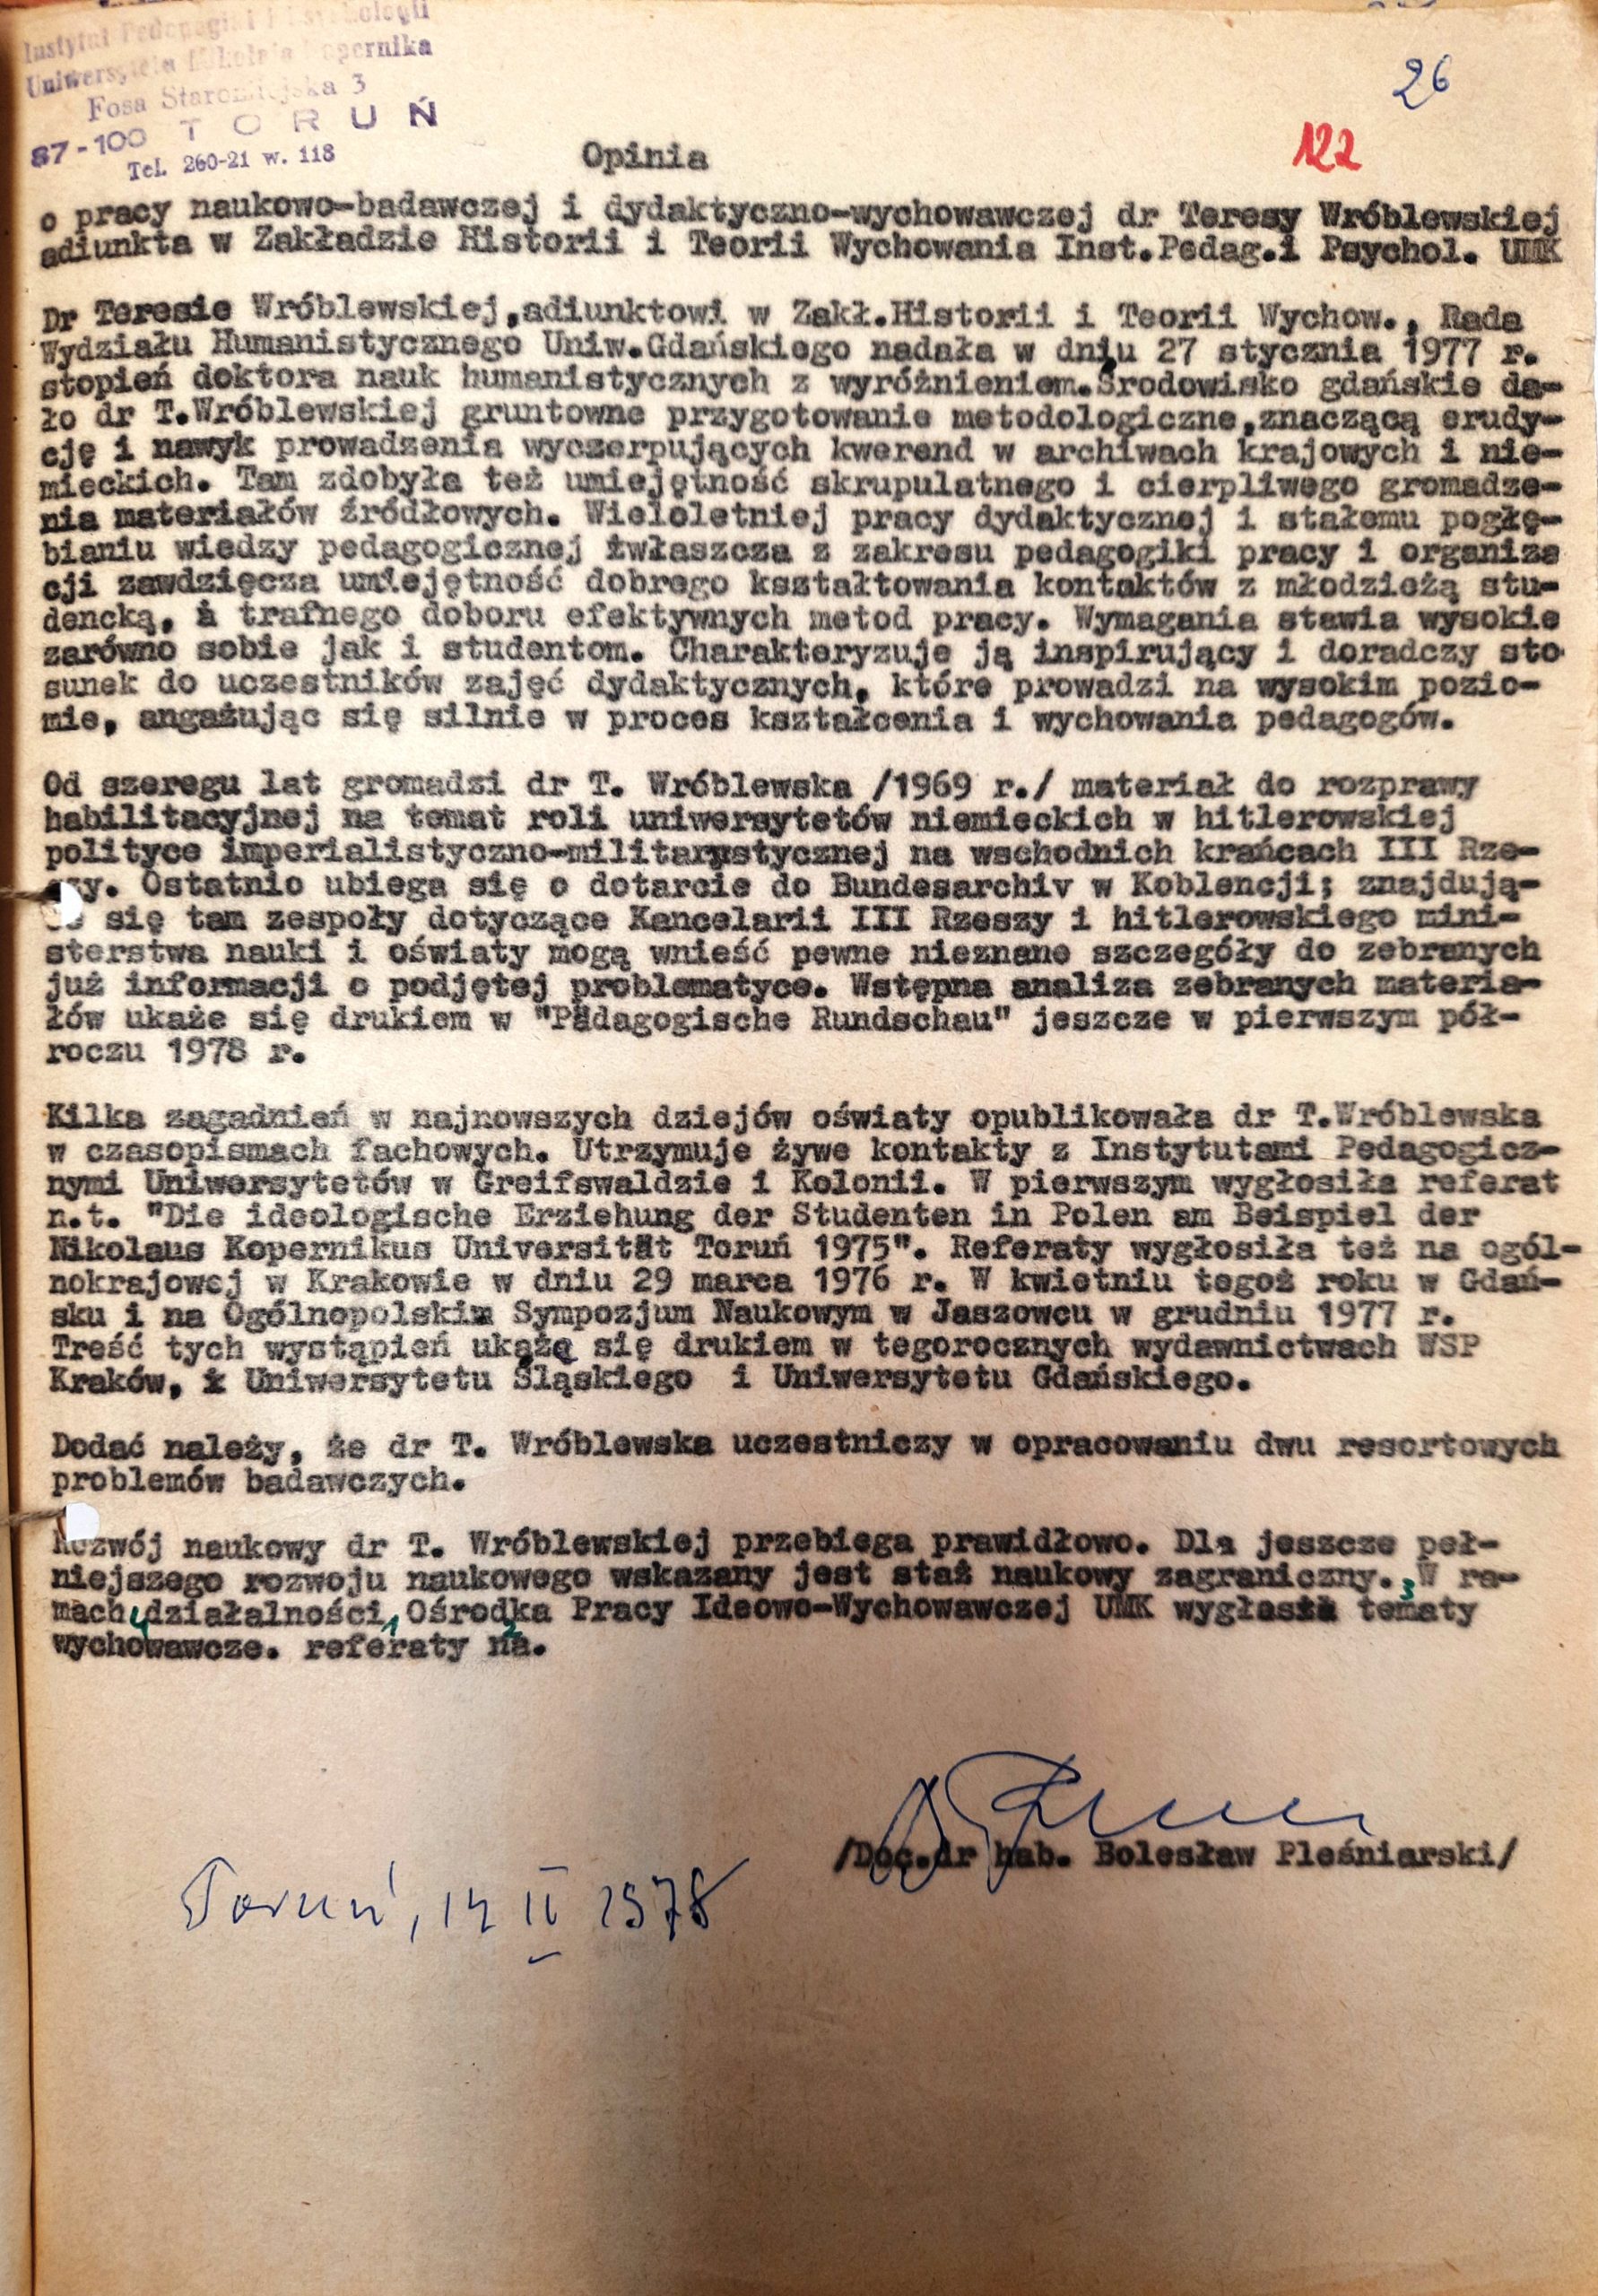 Instytut Pedagogiki i Psychologii
Uniwersytetu Mikołaja Kopernika
Fosa Staromiejska 3
87-100 TORUŃ
Tel. 260-21 w. 118
26
122
Opinia
o pracy naukowo-badawczej i dydaktyczno-wychowawczej dr Teresy Wróblewskiej
adiunkta w Zakładzie Historii i Teorii Wychowania Inst.Pedag.i Psychol. UMK
Dr Teresie Wróblewskiej,adiunktowi w Zakł.Historii i Teorii Wychow., Rada
Wydziału Humanistycznego Uniw.Gdańskiego nadała w dniu 27 stycznia 1977 r.
stopień doktora nauk humanistycznych z wyróżnieniem.Środowisko gdańskie da-
ło dr T.Wróblewskiej gruntowne przygotowanie metodologiczne,znaczącą erudy-
cję i nawyk prowadzenia wyczerpujących kwerend w archiwach krajowych i nie-
mieckich. Tam zdobyła też umiejętność skrupulatnego i cierpliwego gromadze-
nia materiałów źródłowych. Wieloletniej pracy dydaktycznej i stałemu pogłę-
bianiu wiedzy pedagogicznej zwłaszcza z zakresu pedagogiki pracy i organiza
cji zawdzięcza umiejętność dobrego kształtowania kontaktów z młodzieżą stu-
dencką, i trafnego doboru efektywnych metod pracy. Wymagania stawia wysokie
zarówno sobie jak i studentom. Charakteryzuje ją inspirujący i doradczy sto
sunek do uczestników zajęć dydaktycznych, które prowadzi na wysokim pozio-
mie, angażując się silnie w proces kształcenia i wychowania pedagogów.
Od szeregu lat gromadzi dr T. Wróblewska /1969 r./ materiał do rozprawy
habilitacyjnej na temat roli uniwersytetów niemieckich w hitlerowskiej
polityce imperialistyczno-militarystycznej na wschodnich krańcach III Rze-
szy. Ostatnio ubiega się o dotarcie do Bundesarchiv w Koblencji; znajdują-
ce się tam zespoły dotyczące Kancelarii III Rzeszy i hitlerowskiego mini-
sterstwa nauki i oświaty mogą wnieść pewne nieznane szczegóły do zebranych
już informacji o podjętej problematyce. Wstępna analiza zebranych materia-
łów ukaże się drukiem w "Pädagogische Rundschau" jeszcze w pierwszym pół-
roczu 1978 r.
Kilka zagadnień w najnowszych dziejów oświaty opublikowała dr T.Wróblewska
w czasopismach fachowych. Utrzymuje żywe kontakty z Instytutami Pedagogicz-
nymi Uniwersytetów w Greifswaldzie i Kolonii. W pierwszym wygłosiła referat
n.t. "Die ideologische Erziehung der Studenten in Polen am Beispiel der
Nikolaus Kopernikus Universität Toruń 1975". Referaty wygłosiła też na ogól-
nokrajowej w Krakowie w dniu 29 marca 1976 r. W kwietniu tegoż roku w Gdań-
sku i na Ogólnopolskim Sympozjum Naukowym w Jaszowcu w grudniu 1977 r.
Treść tych wystąpień ukażą się drukiem w tegorocznych wydawnictwach WSP
Kraków, i Uniwersytetu Śląskiego i Uniwersytetu Gdańskiego.
Dodać należy, że dr T. Wróblewska uczestniczy w opracowaniu dwu resortowych
problemów badawczych.
Rozwój naukowy dr T. Wróblewskiej przebiega prawidłowo. Dla jeszcze peł-
niejszego rozwoju naukowego wskazany jest staż naukowy zagraniczny. W ra-
mach działalności Ośrodka Pracy Ideowo-Wychowawczej UMK wygłosiła tematy
wychowawcze. referaty na.
4 1 2 3
/Doc.dr hab. Bolesław Pleśniarski/
Toruń, 14 II 1978